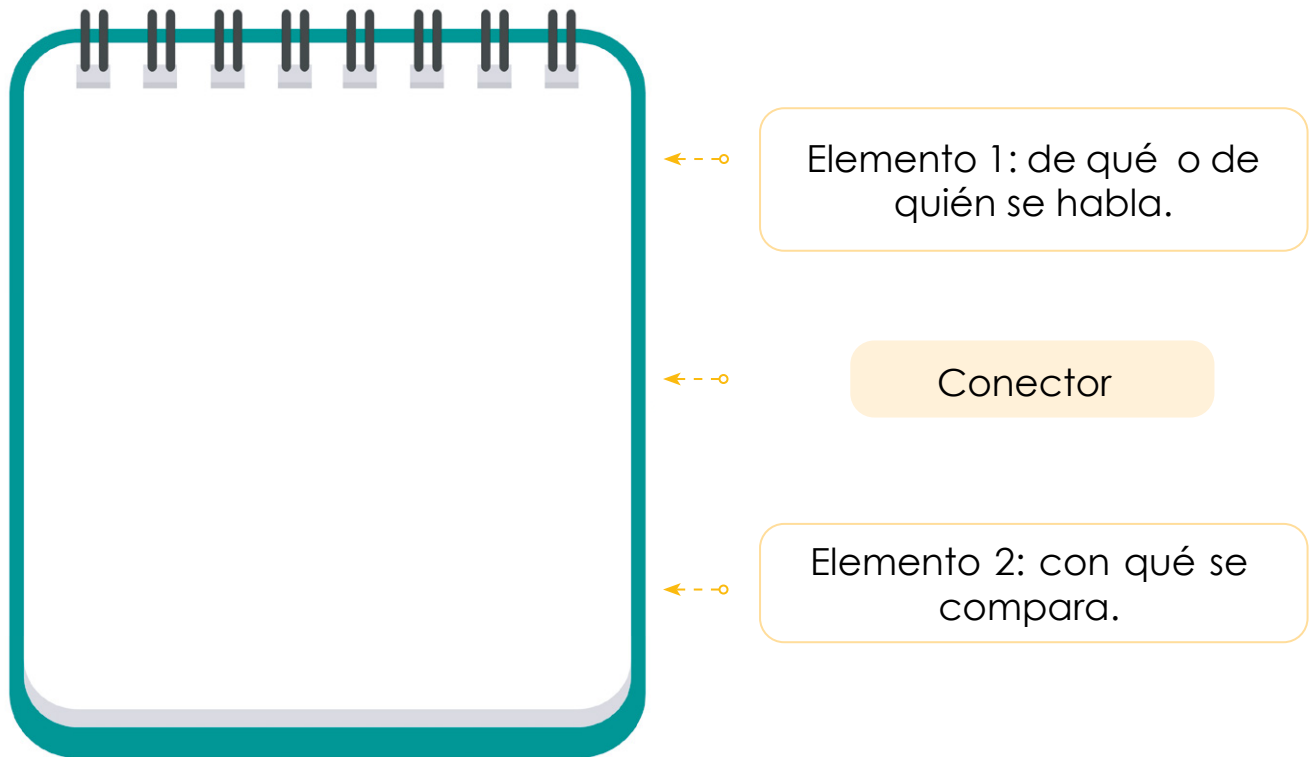 Elemento 1: de qué o de
quién se habla.
Conector
Elemento 2: con qué se
compara.